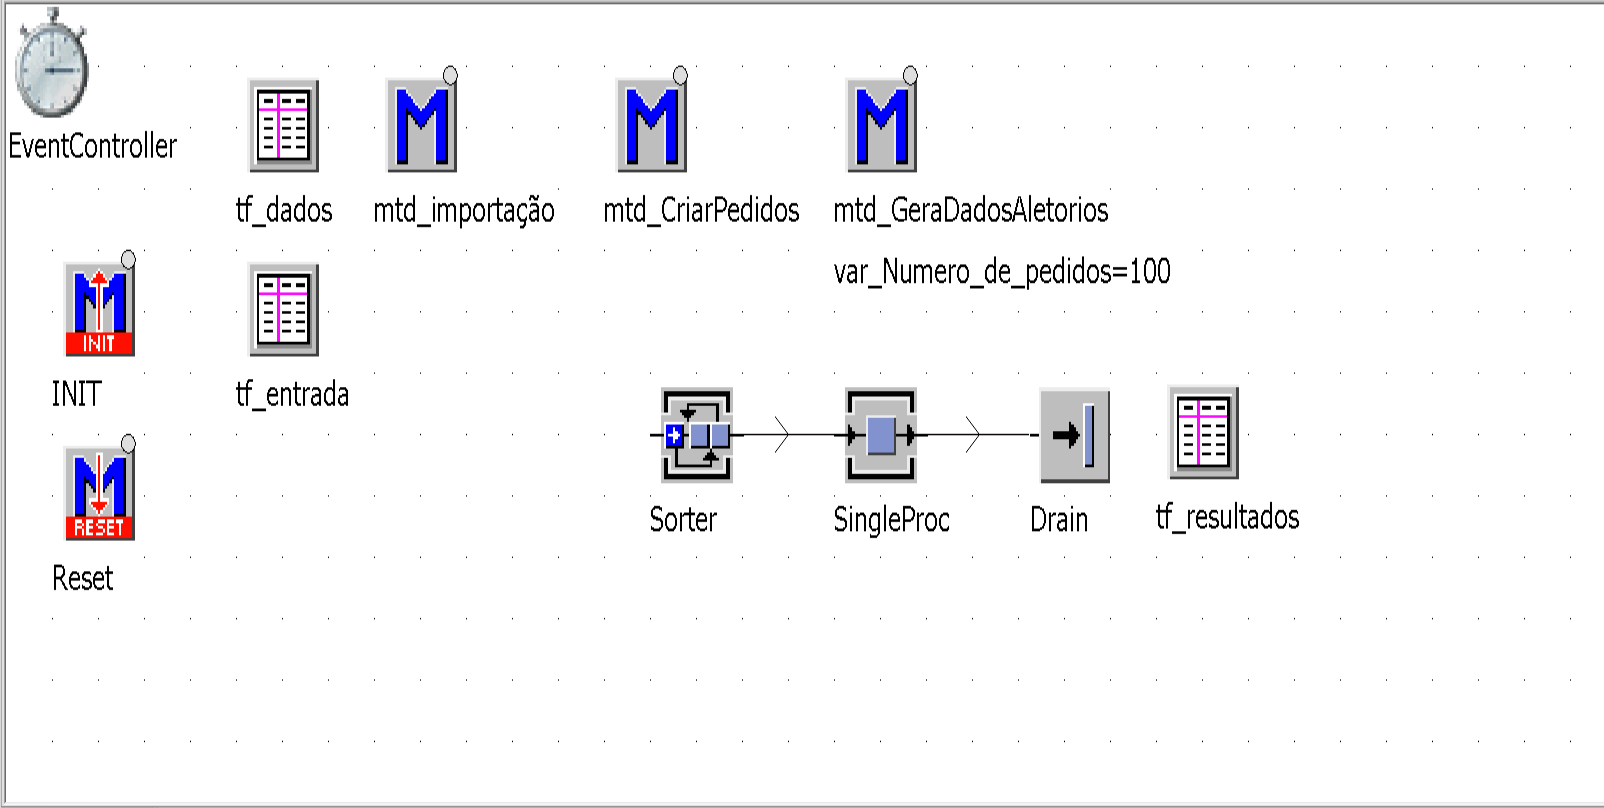 EventController
tf_dados
mtd_importação
mtd_CriarPedidos
mtd_GeraDadosAletorios
var_Numero_de_pedidos=100
INIT
INIT
tf_entrada
RESET
Reset
Sorter
SingleProc
Drain
tf_resultados